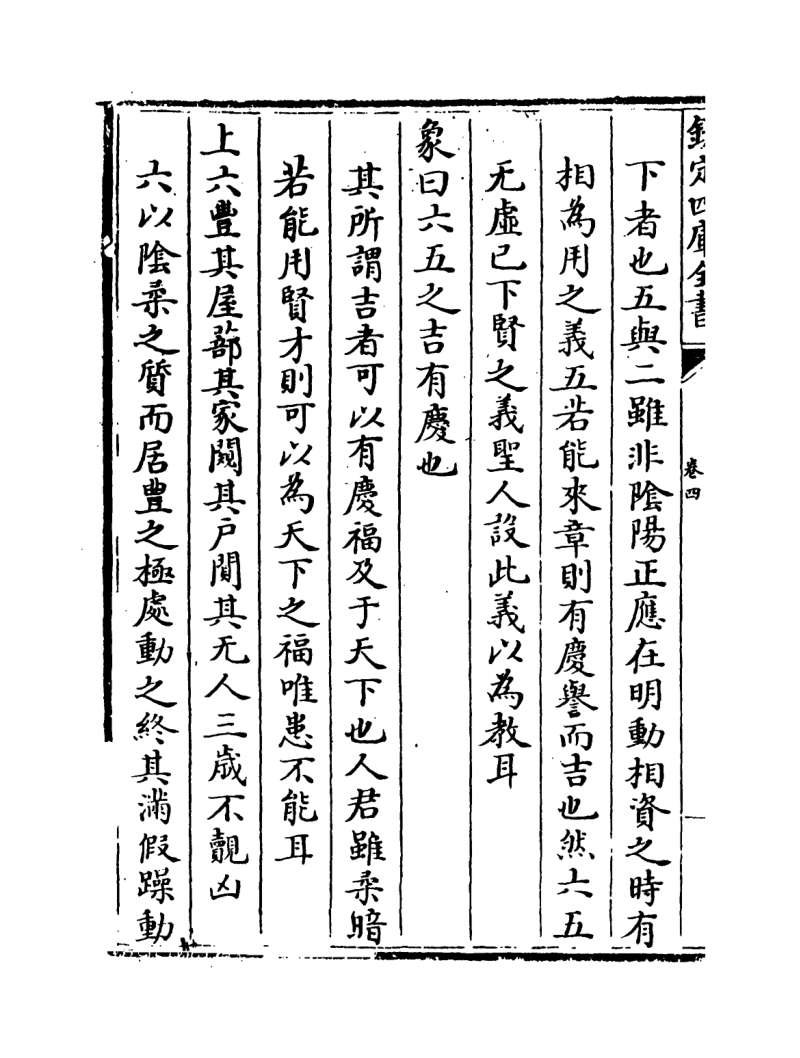 欽定四庫全書
卷四
下者也五與二雖非陰陽正應在明動相資之時有
相為用之義五若能來章則有慶譽而吉也然六五
无虛已下賢之義聖人設此義以為教耳
象曰六五之吉有慶也
其所謂吉者可以有慶福及于天下也人君雖柔暗
若能用賢才則可以為天下之福唯患不能耳
上六豐其屋蔀其家闚其戶闃其无人三歲不覿凶
六以陰柔之質而居豐之極處動之終其滿假躁動